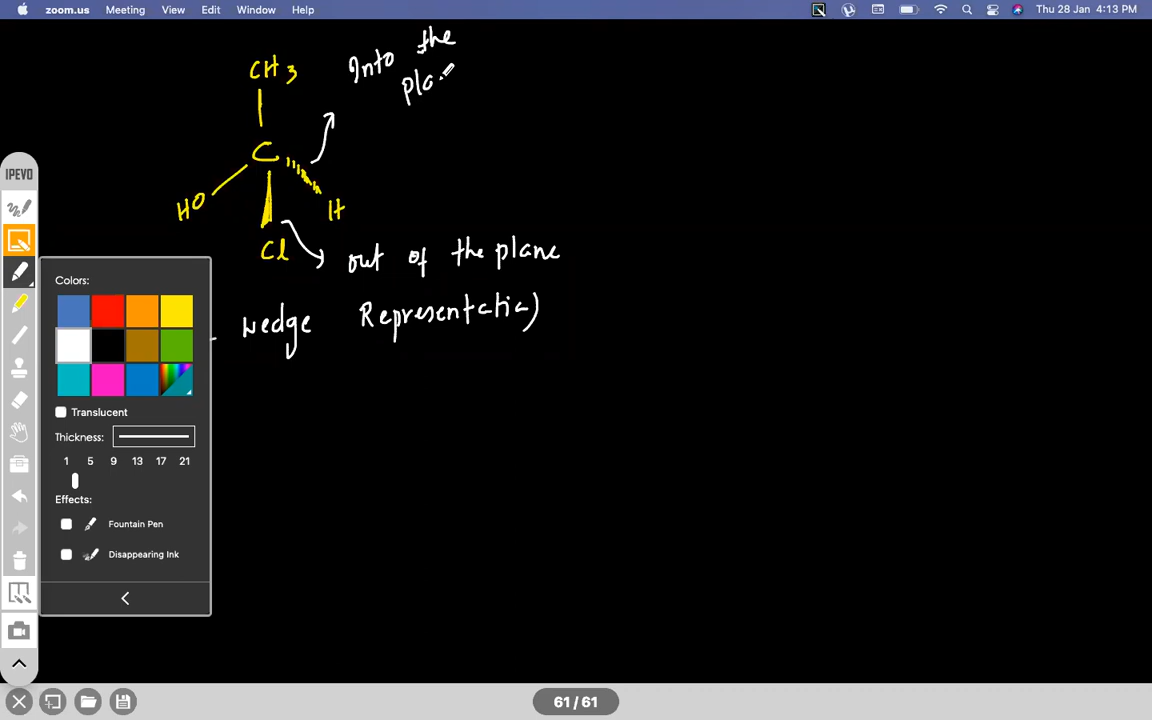 zoom.us Meeting View Edit Window Help Thu 28 Jan 4:13 PM
Into the
CH3
pla
C
HO H
Cl
out of the plane
wedge Representatio)
IPEVO
Colors:
Translucent
Thickness:
1 5 9 13 17 21
Effects:
Fountain Pen
Disappearing Ink
61/61